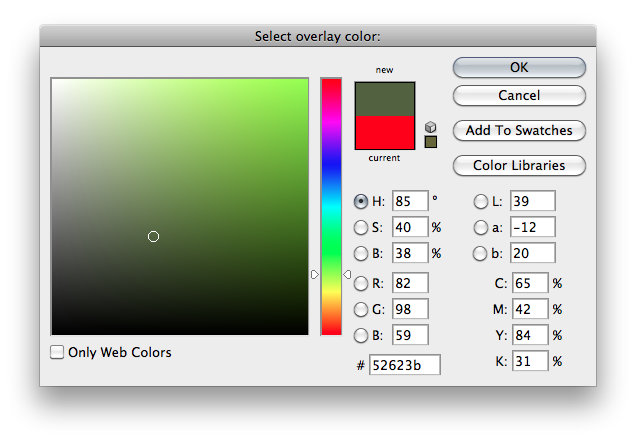 Select overlay color:
new
current
OK
Cancel
Add To Swatches
Color Libraries
H: 85 °
S: 40 %
B: 38 %
R: 82
G: 98
B: 59
# 52623b
L: 39
a: -12
b: 20
C: 65 %
M: 42 %
Y: 84 %
K: 31 %
Only Web Colors